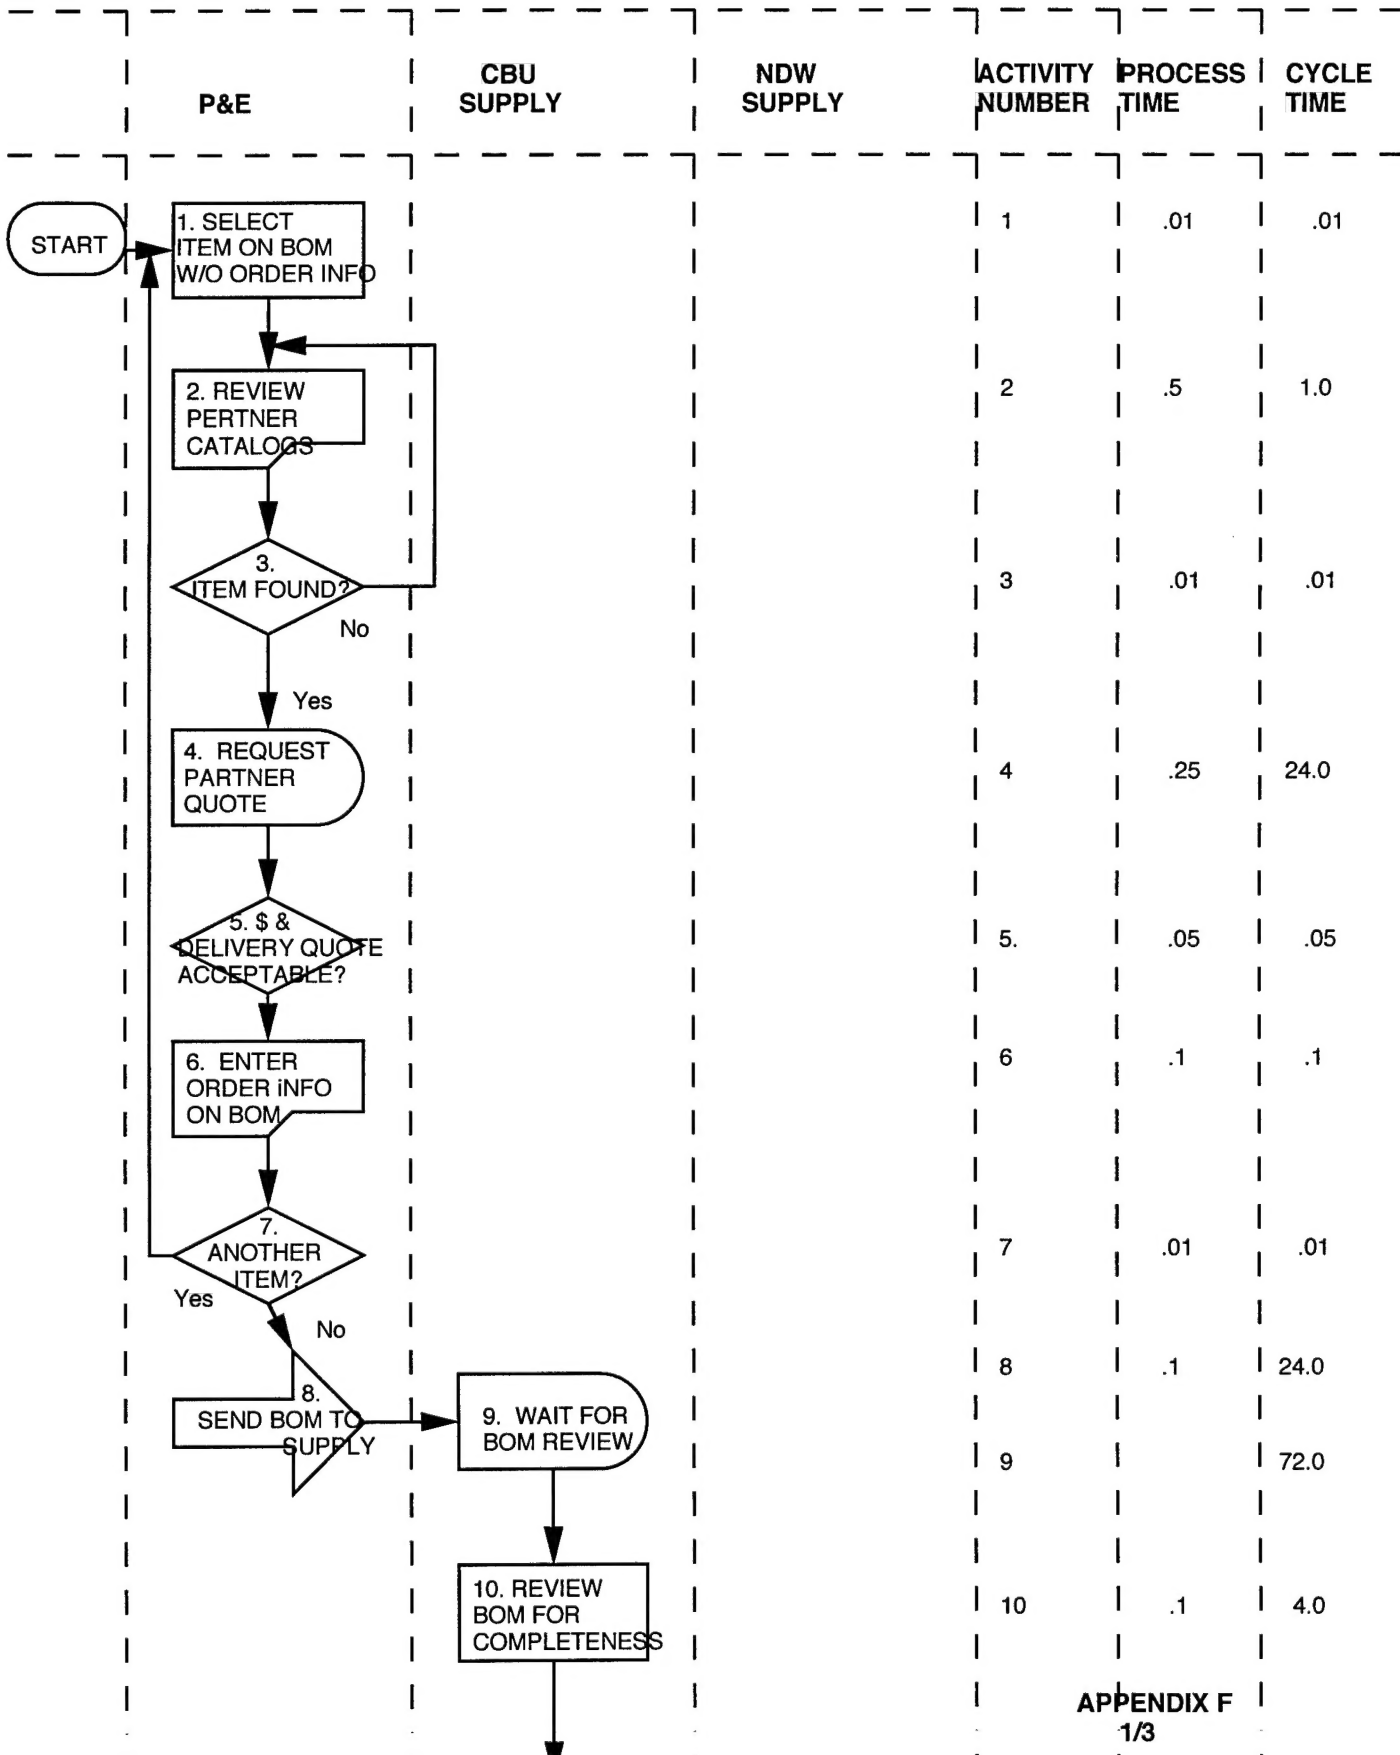 P&E
CBU
SUPPLY
NDW
SUPPLY
ACTIVITY
NUMBER
PROCESS
TIME
CYCLE
TIME
START
1. SELECT
ITEM ON BOM
W/O ORDER INFO
1 .01 .01
2. REVIEW
PERTNER
CATALOGS
2 .5 1.0
3.
ITEM FOUND?
No
3 .01 .01
Yes
4. REQUEST
PARTNER
QUOTE
4 .25 24.0
5. $ &
DELIVERY QUOTE
ACCEPTABLE?
5. .05 .05
6. ENTER
ORDER iNFO
ON BOM
6 .1 .1
7.
ANOTHER
ITEM?
Yes
No
7 .01 .01
8.
SEND BOM TO
SUPPLY
8 .1 24.0
9. WAIT FOR
BOM REVIEW
9 72.0
10. REVIEW
BOM FOR
COMPLETENESS
10 .1 4.0
APPENDIX F
1/3